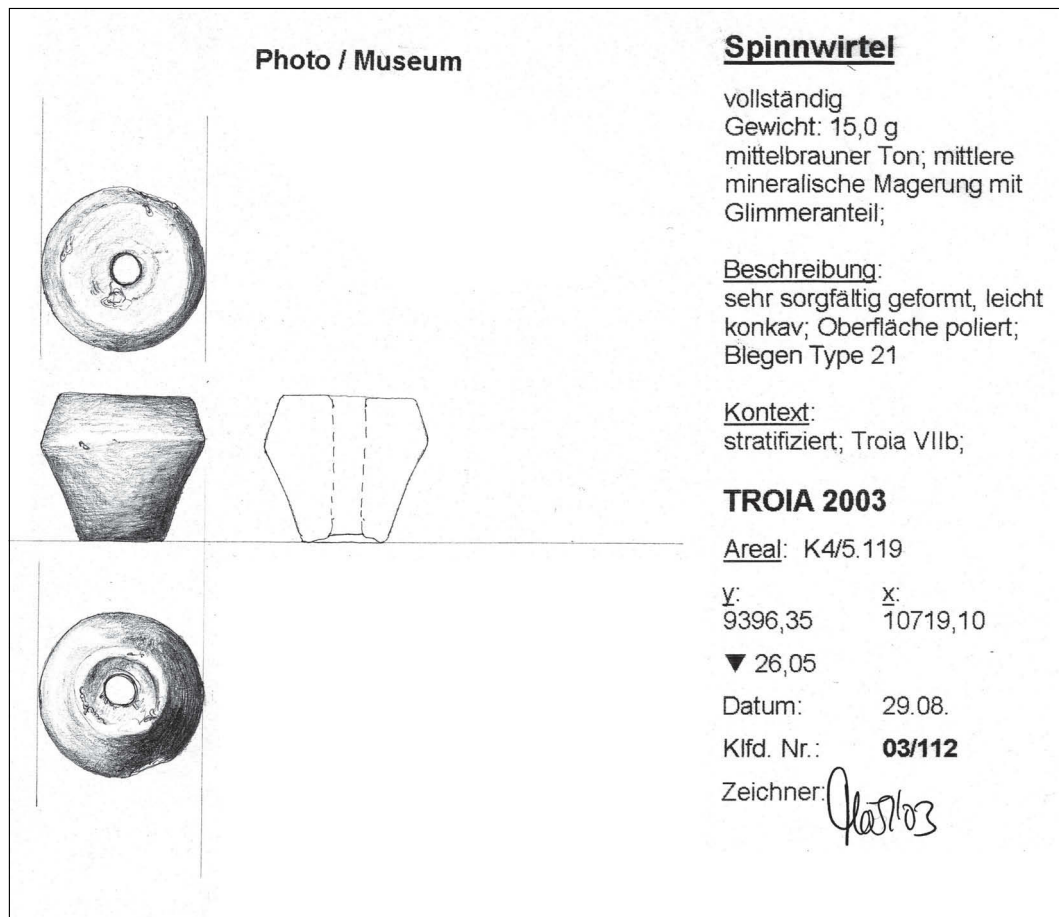 Photo / Museum
Spinnwirtel
vollständig
Gewicht: 15,0 g
mittelbrauner Ton; mittlere
mineralische Magerung mit
Glimmeranteil;
Beschreibung:
sehr sorgfältig geformt, leicht
konkav; Oberfläche poliert;
Blegen Type 21
Kontext:
stratifiziert; Troia VIIb;
TROIA 2003
Areal: K4/5.119
y: x:
9396,35 10719,10
▼ 26,05
Datum: 29.08.
Klfd. Nr.: 03/112
Zeichner: